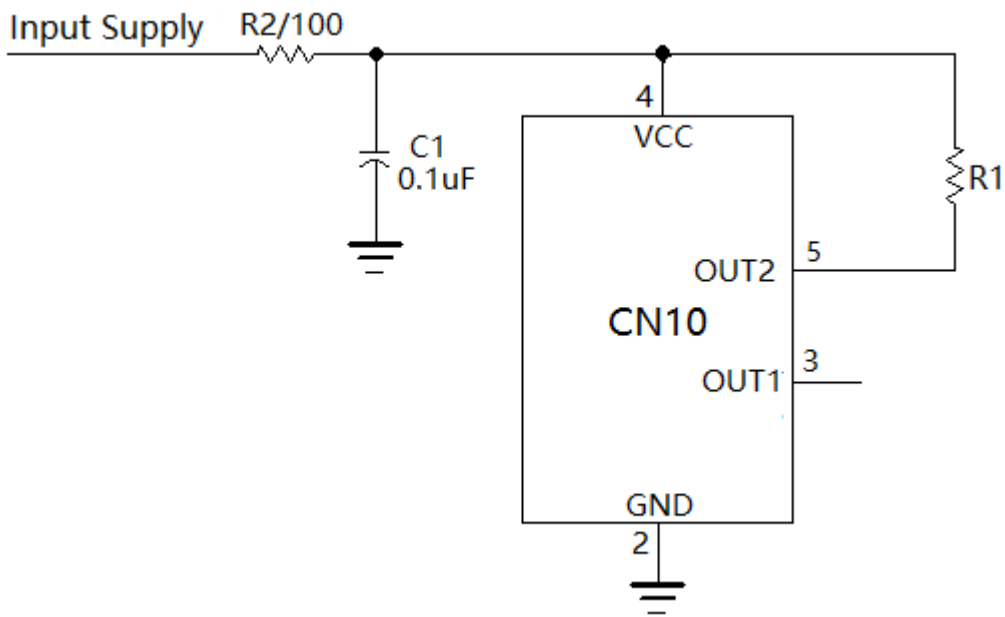 Input Supply R2/100
4
VCC
C1
0.1uF
R1
5
OUT2
CN10
3
OUT1
GND
2